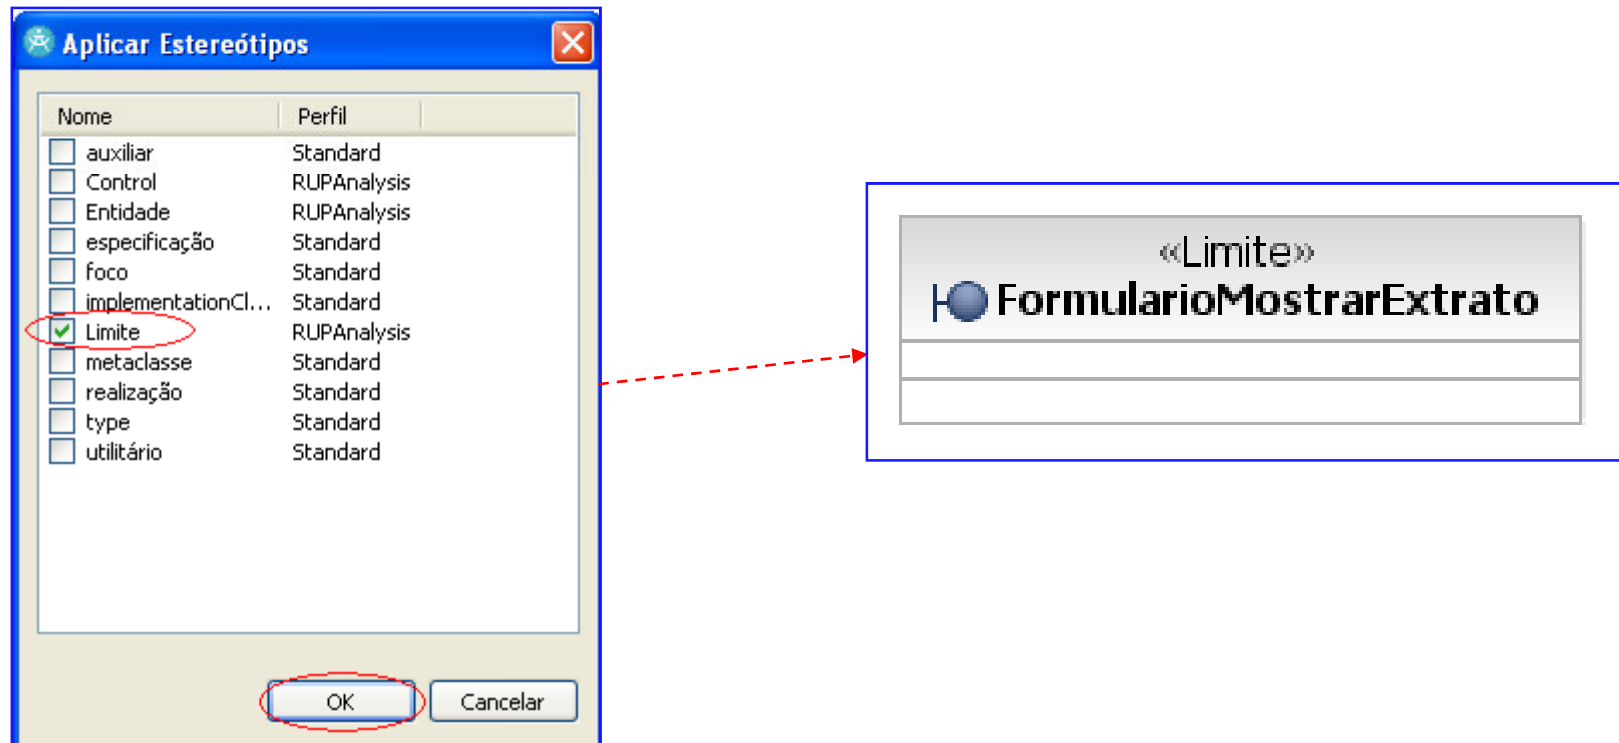 Aplicar Estereótipos
Nome Perfil
auxiliar Standard
Control RUPAnalysis
Entidade RUPAnalysis
especificação Standard
foco Standard
implementationCl... Standard
Limite RUPAnalysis
metaclasse Standard
realização Standard
type Standard
utilitário Standard
OK Cancelar
«Limite»
FormularioMostrarExtrato